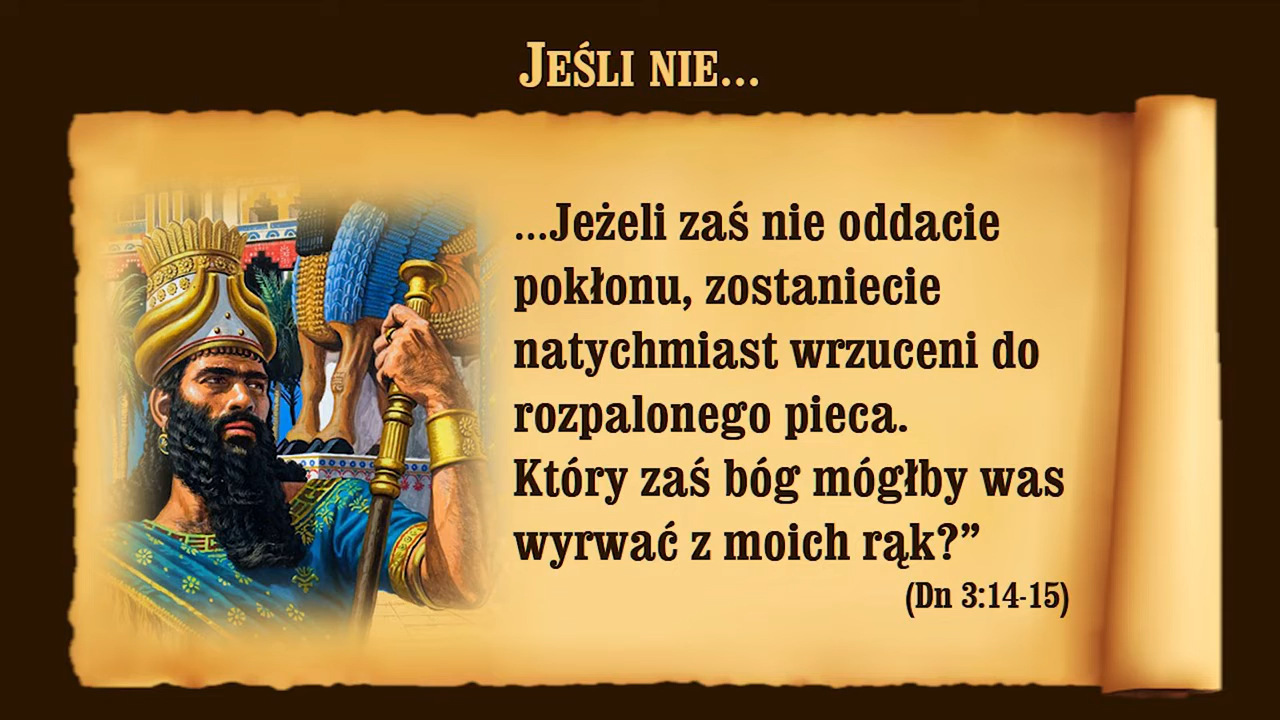 Jeśli nie...
...Jeżeli zaś nie oddacie
pokłonu, zostaniecie
natychmiast wrzuceni do
rozpalonego pieca.
Który zaś bóg mógłby was
wyrwać z moich rąk?”
(Dn 3:14-15)